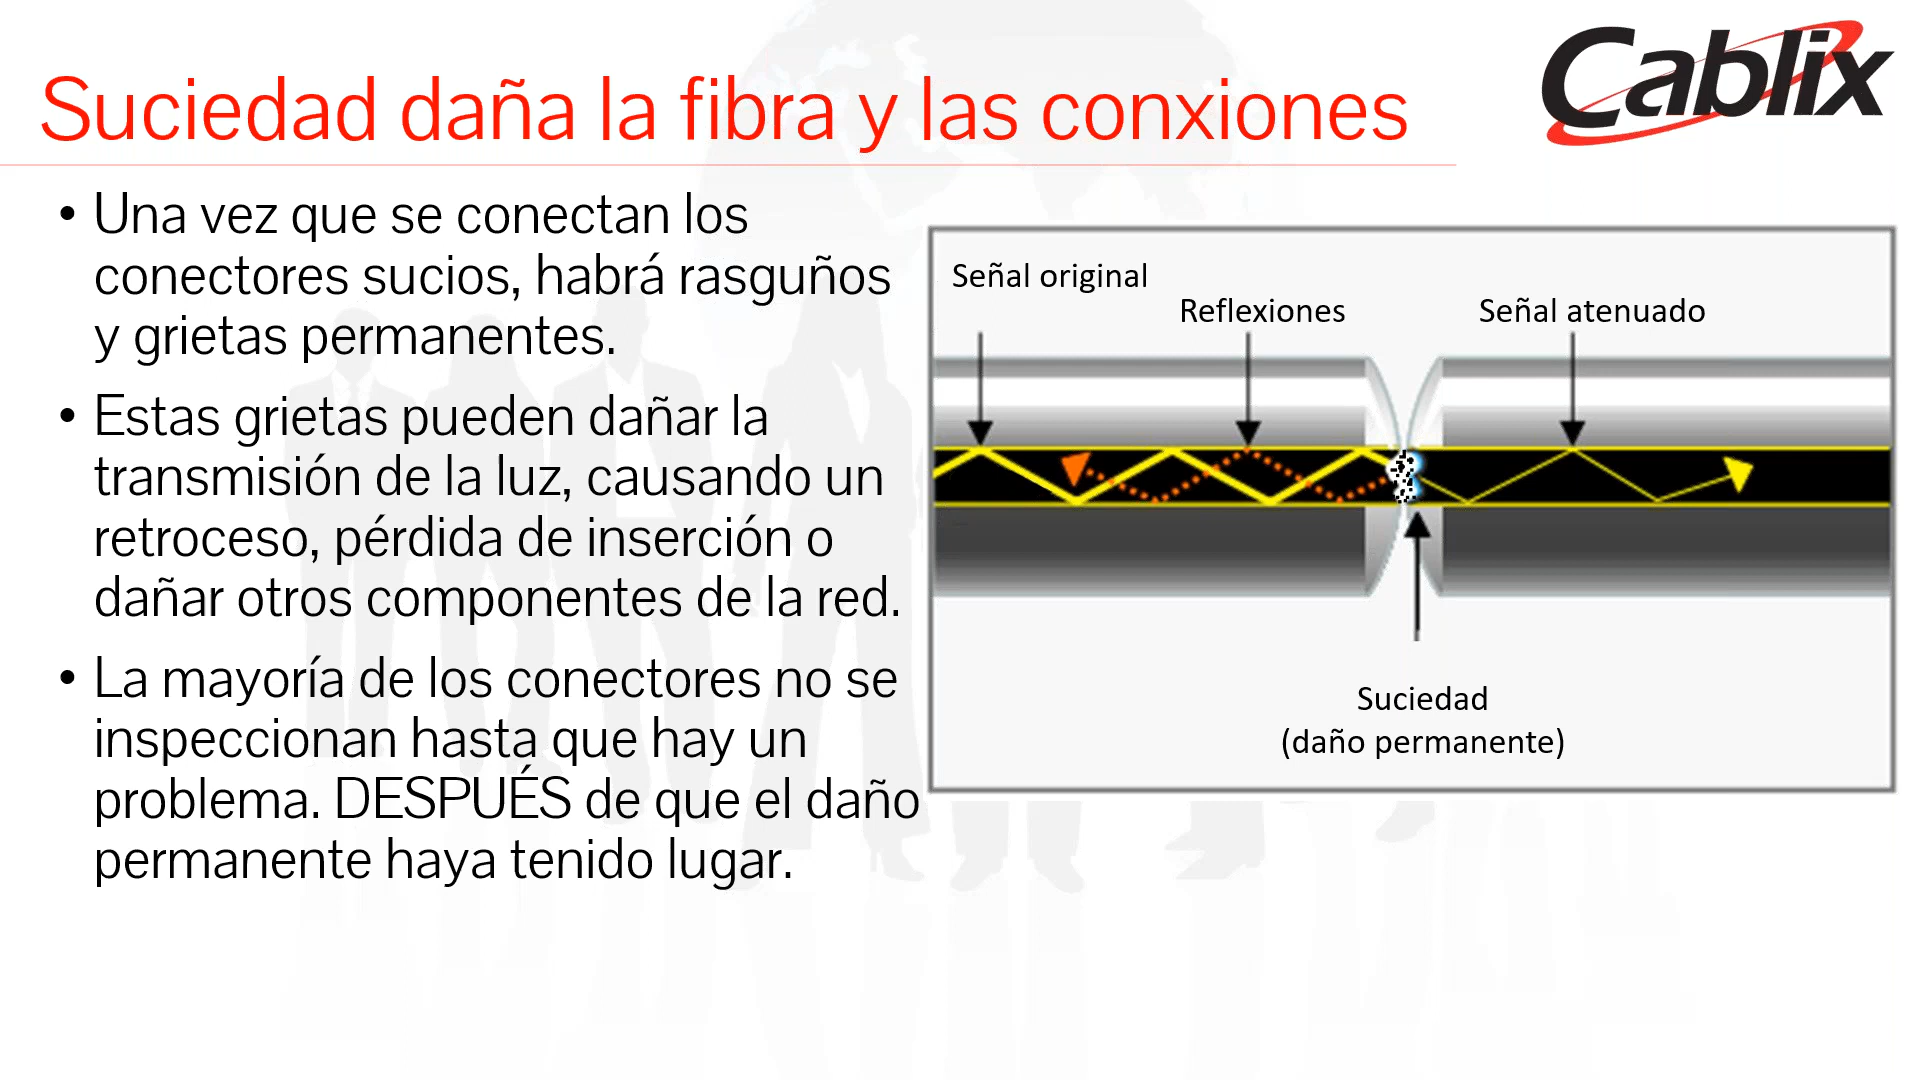 Suciedad daña la fibra y las conxiones
Cablix
• Una vez que se conectan los
conectores sucios, habrá rasguños
y grietas permanentes.
• Estas grietas pueden dañar la
transmisión de la luz, causando un
retroceso, pérdida de inserción o
dañar otros componentes de la red.
• La mayoría de los conectores no se
inspeccionan hasta que hay un
problema. DESPUÉS de que el daño
permanente haya tenido lugar.
Señal original
Reflexiones
Señal atenuado
Suciedad
(daño permanente)